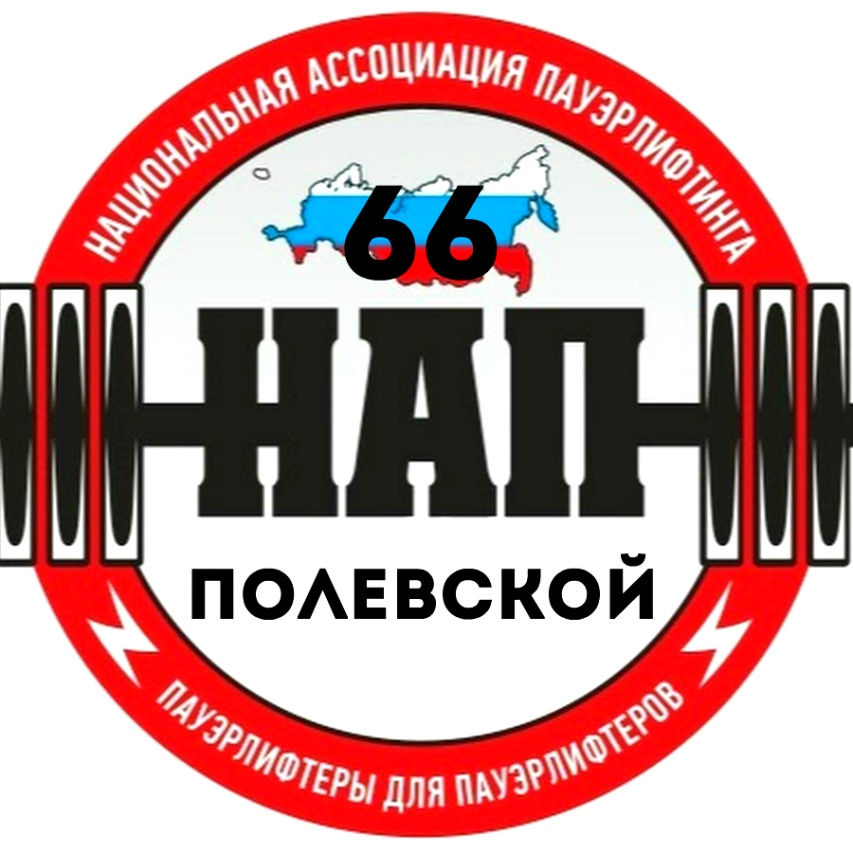 НАЦИОНАЛЬНАЯ АССОЦИАЦИЯ ПАУЭРЛИФТИНГА
66
НАП
ПОЛЕВСКОЙ
ПАУЭРЛИФТЕРЫ ДЛЯ ПАУЭРЛИФТЕРОВ